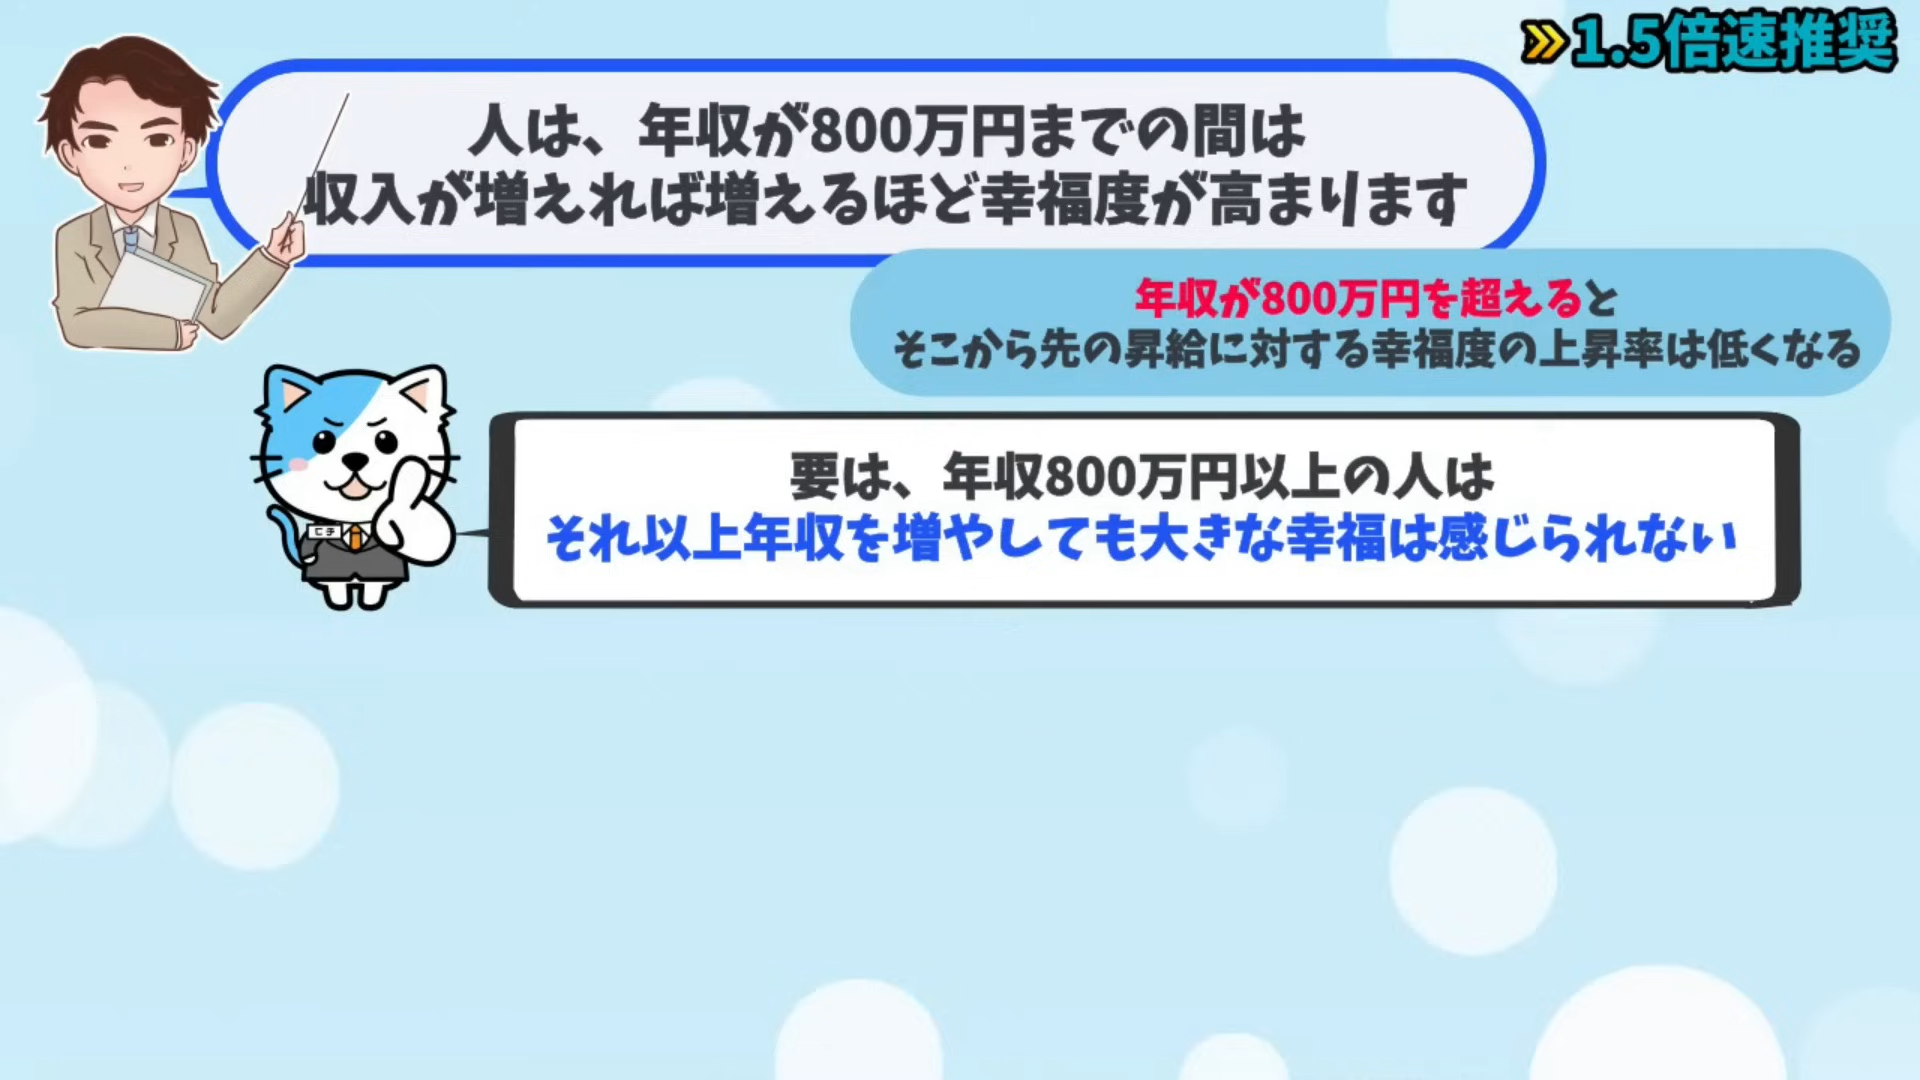 1.5倍速推奨
人は、年収が800万円までの間は
収入が増えれば増えるほど幸福度が高まります
年収が800万円を超えると
そこから先の昇給に対する幸福度の上昇率は低くなる
要は、年収800万円以上の人は
それ以上年収を増やしても大きな幸福は感じられない